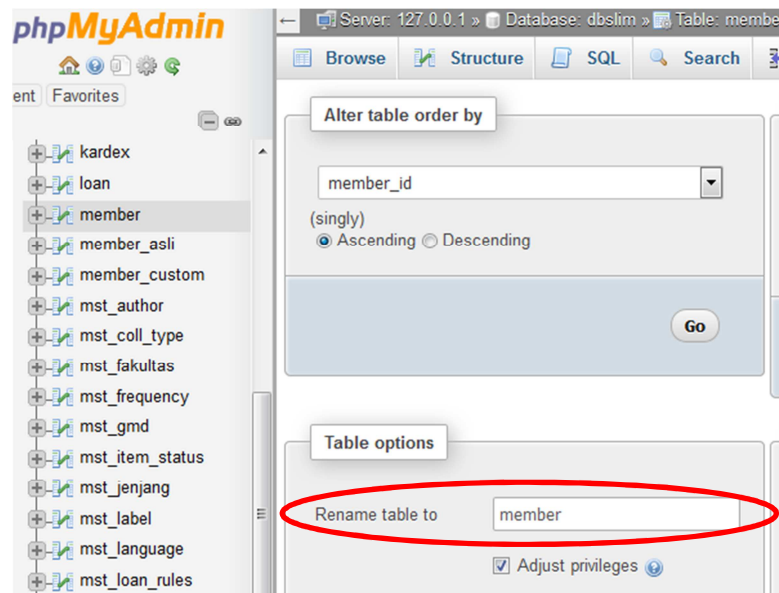 phpMyAdmin
ent Favorites
kardex
loan
member
member_asli
member_custom
mst_author
mst_coll_type
mst_fakultas
mst_frequency
mst_gmd
mst_item_status
mst_jenjang
mst_label
mst_language
mst_loan_rules
Server: 127.0.0.1 » Database: dbslim » Table: membe
Browse Structure SQL Search
Alter table order by
member_id
(singly)
Ascending Descending
Go
Table options
Rename table to member
Adjust privileges